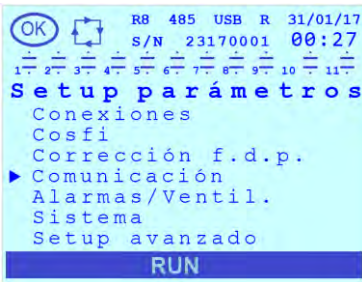 OK R8 485 USB R 31/01/17
S/N 23170001 00:27
1 2 3 4 5 6 7 8 9 10 11
Setup parámetros
Conexiones
Cosfi
Corrección f.d.p.
Comunicación
Alarmas/Ventil.
Sistema
Setup avanzado
RUN